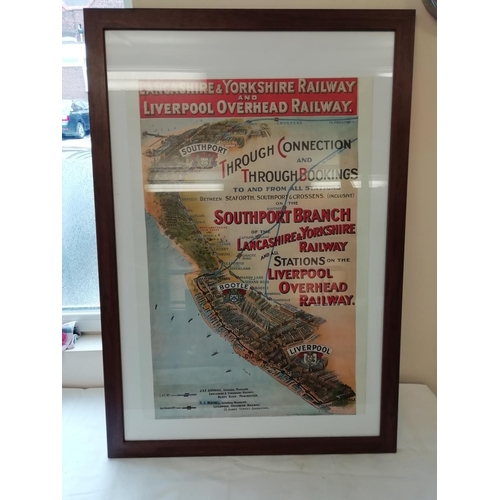 LANCASHIRE & YORKSHIRE RAILWAY
AND
LIVERPOOL OVERHEAD RAILWAY.
SOUTHPORT
THROUGH CONNECTION
AND
THROUGH BOOKINGS
TO AND FROM ALL STATIONS
BETWEEN SEAFORTH, SOUTHPORT & CROSSENS. (INCLUSIVE)
ON THE
SOUTHPORT BRANCH
OF THE
LANCASHIRE & YORKSHIRE
RAILWAY
AND ALL
STATIONS ON THE
LIVERPOOL
OVERHEAD
RAILWAY.
BOOTLE
LIVERPOOL